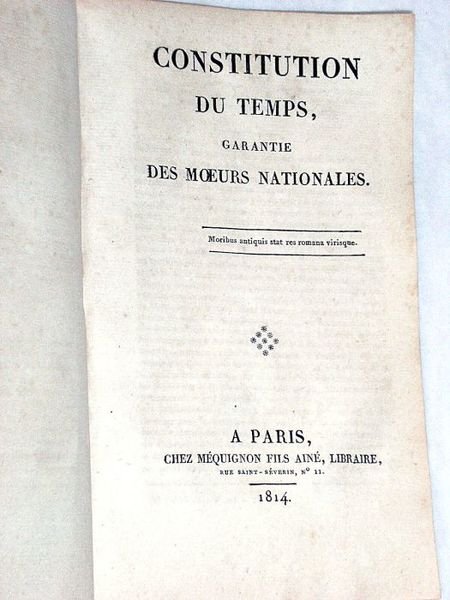 CONSTITUTION
DU TEMPS,
GARANTIE
DES MŒURS NATIONALES.
Moribus antiquis stat res romana virisque.
A PARIS,
CHEZ MÉQUIGNON FILS AINÉ, LIBRAIRE,
RUE SAINT-SÉVERIN, N° 11.
1814.